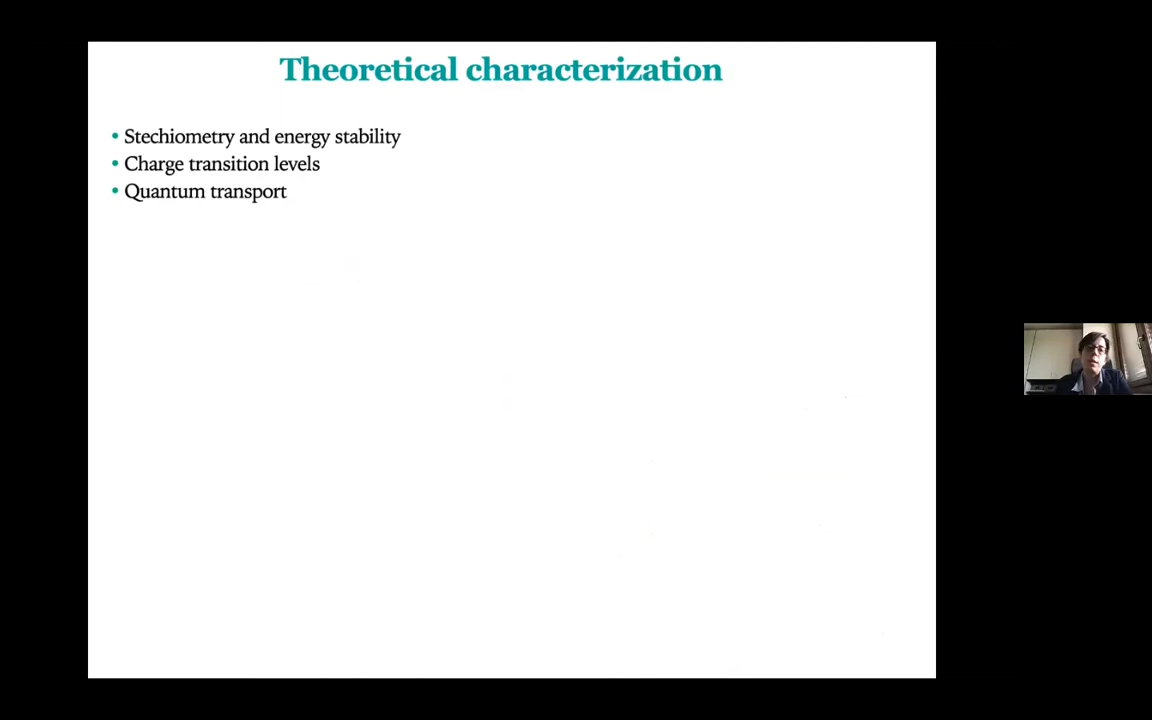 Theoretical characterization
• Stechiometry and energy stability
• Charge transition levels
• Quantum transport